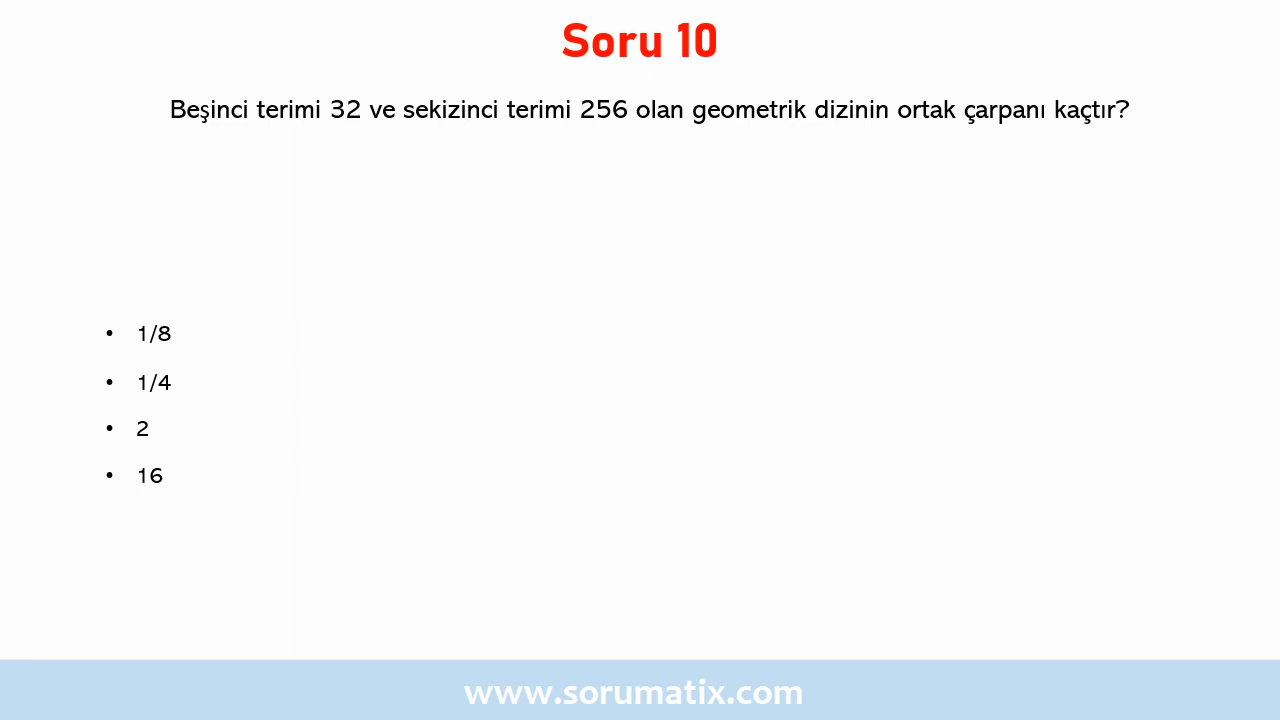 Soru 10
Beşinci terimi 32 ve sekizinci terimi 256 olan geometrik dizinin ortak çarpanı kaçtır?
• 1/8
• 1/4
• 2
• 16
www.sorumatix.com